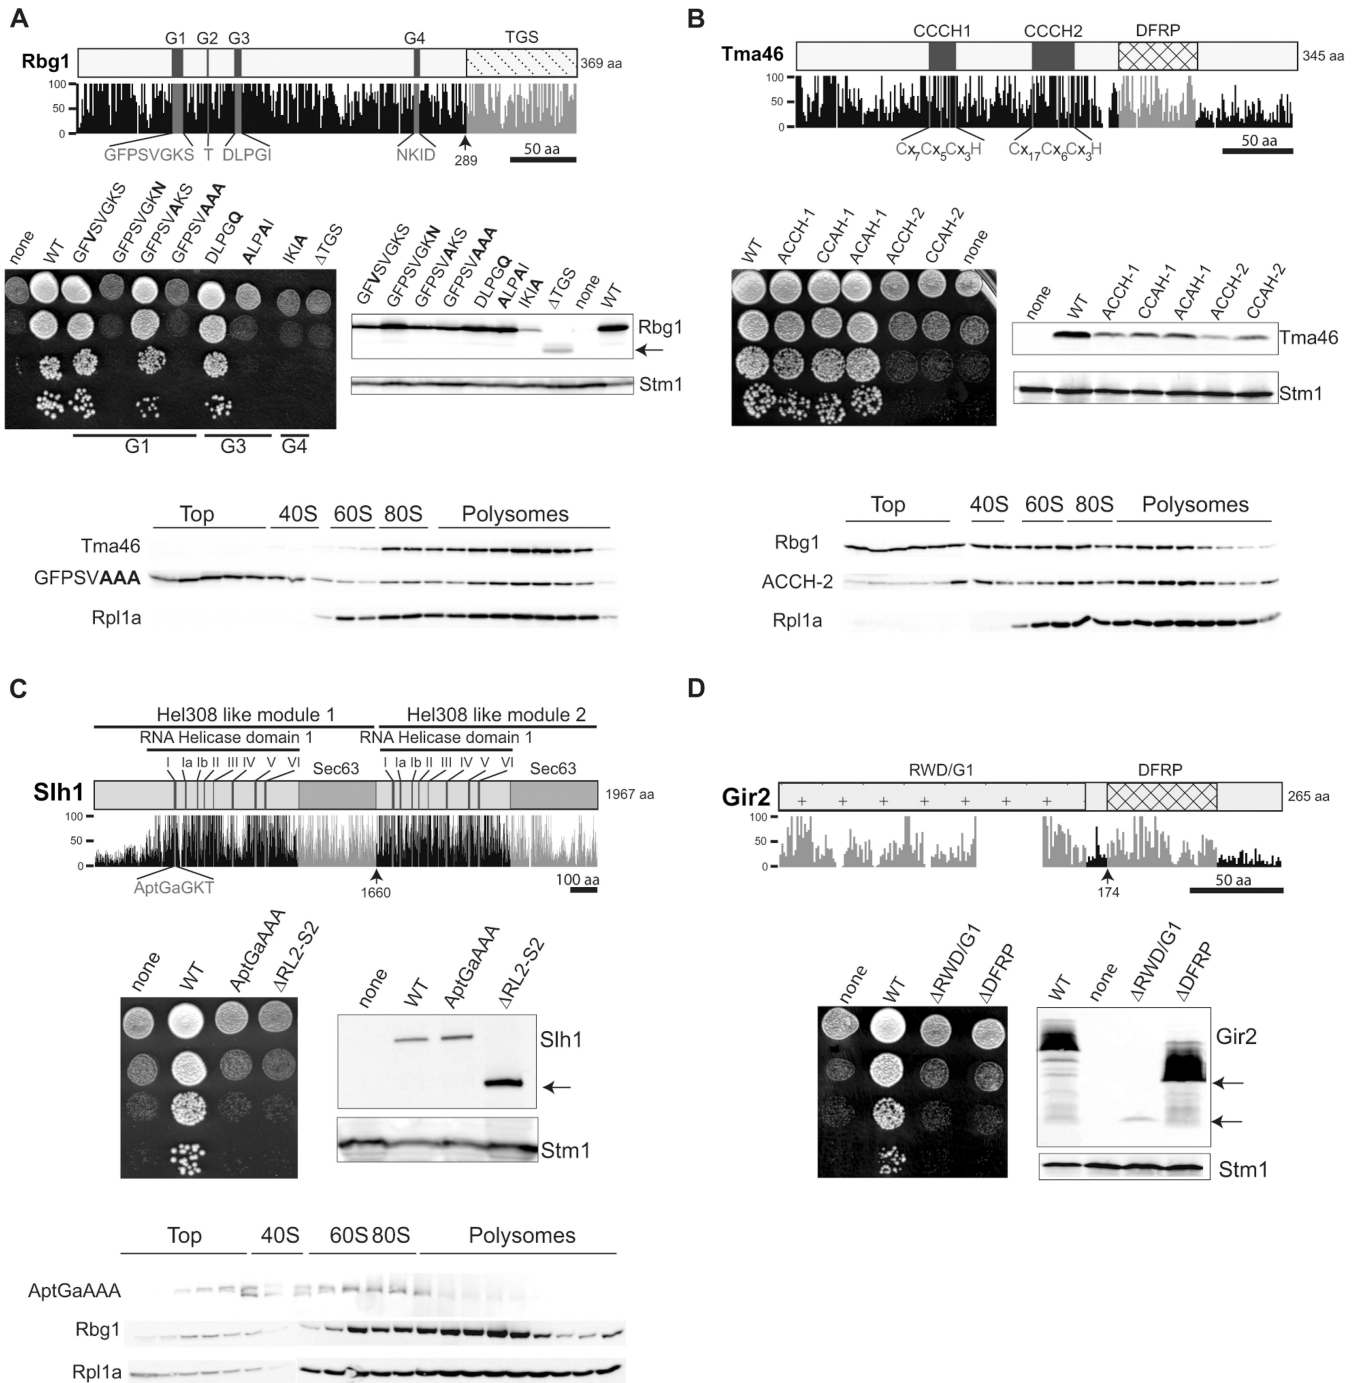 A
G1 G2 G3 G4 TGS
Rbg1
369 aa
100
50
0
GFPSVGKS T DLPGI NKID
289
50 aa
none
WT
GFVSVGKS
GFPSVGKN
GFPSVAKS
GFPSVAAA
DLPGQ
ALPAI
IKIA
ΔTGS
G1 G3 G4
GFVSVGKS
GFPSVGKN
GFPSVAKS
GFPSVAAA
DLPGQ
ALPAI
IKIA
ΔTGS
none
WT
Rbg1
Stm1
Top 40S 60S 80S Polysomes
Tma46
GFPSVAAA
Rpl1a
B
CCCH1 CCCH2 DFRP
Tma46
345 aa
100
50
0
Cx7Cx5Cx3H Cx17Cx6Cx3H
50 aa
WT
ACCH-1
CCAH-1
ACAH-1
ACCH-2
CCAH-2
none
none
WT
ACCH-1
CCAH-1
ACAH-1
ACCH-2
CCAH-2
Tma46
Stm1
Top 40S 60S 80S Polysomes
Rbg1
ACCH-2
Rpl1a
C
Hel308 like module 1 Hel308 like module 2
RNA Helicase domain 1 RNA Helicase domain 1
I Ia Ib II III IV V VI Sec63 I Ia Ib II III IV V VI Sec63
Slh1
1967 aa
100
50
0
AptGaGKT
1660
100 aa
none
WT
AptGaAAA
ΔRL2-S2
none
WT
AptGaAAA
ΔRL2-S2
Slh1
Stm1
Top 40S 60S 80S Polysomes
AptGaAAA
Rbg1
Rpl1a
D
RWD/G1 DFRP
Gir2
+ + + + + + +
265 aa
100
50
0
174
50 aa
none
WT
ΔRWD/G1
ΔDFRP
WT
none
ΔRWD/G1
ΔDFRP
Gir2
Stm1